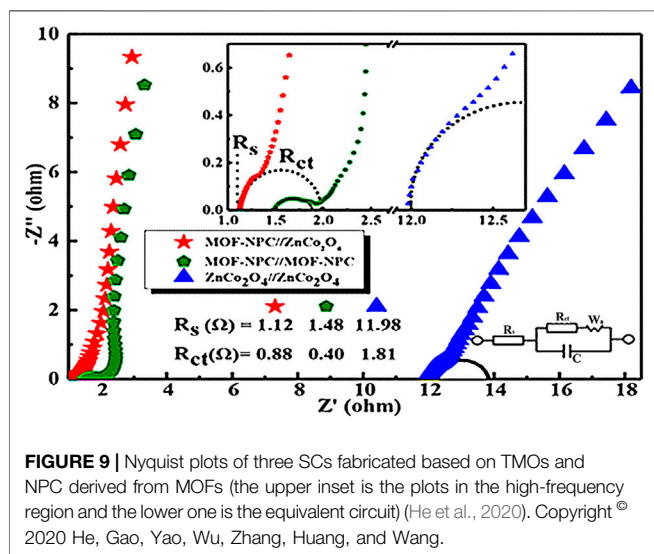 10
8
6
4
2
0
-Z'' (ohm)
0.6
0.4
0.2
0.0
1.0 1.5 2.0 2.5 12.0 12.5
Rs
Rct
MOF-NPC//ZnCo2O4
MOF-NPC//MOF-NPC
ZnCo2O4//ZnCo2O4
Rs (Ω) = 1.12 1.48 11.98
Rct(Ω)= 0.88 0.40 1.81
Rs Rct Ws
C
2 4 6 8 10 12 14 16 18
Z' (ohm)
FIGURE 9 | Nyquist plots of three SCs fabricated based on TMOs and
NPC derived from MOFs (the upper inset is the plots in the high-frequency
region and the lower one is the equivalent circuit) (He et al., 2020). Copyright ©
2020 He, Gao, Yao, Wu, Zhang, Huang, and Wang.